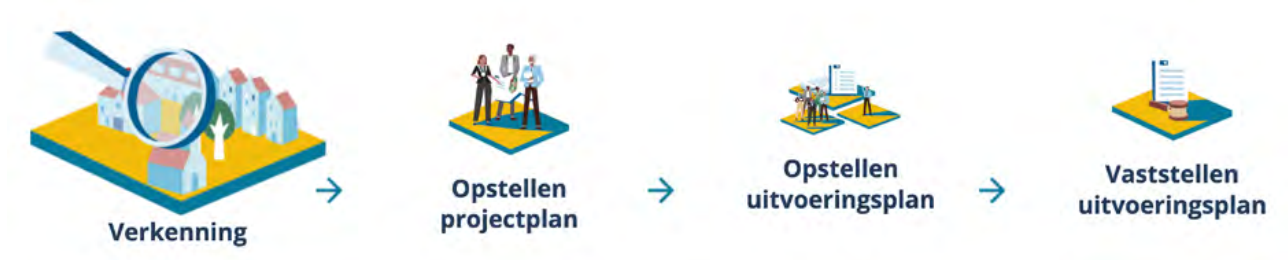 Verkenning
Opstellen
projectplan
Opstellen
uitvoeringsplan
Vaststellen
uitvoeringsplan